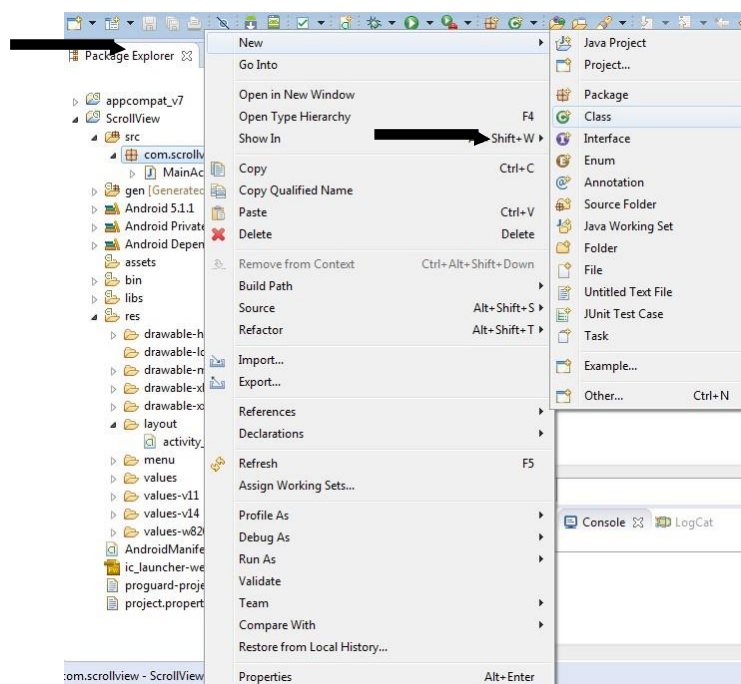 Package Explorer
appcompat_v7
ScrollView
src
com.scrollv
MainAc
gen [Generated
Android 5.1.1
Android Private
Android Depen
assets
bin
libs
res
drawable-h
drawable-ld
drawable-m
drawable-xl
drawable-xx
layout
activity_
menu
values
values-v11
values-v14
values-w820
AndroidManife
ic_launcher-we
proguard-proje
project.propert
com.scrollview - ScrollView
New
Go Into
Open in New Window
Open Type Hierarchy F4
Show In Shift+W
Copy Ctrl+C
Copy Qualified Name
Paste Ctrl+V
Delete Delete
Remove from Context Ctrl+Alt+Shift+Down
Build Path
Source Alt+Shift+S
Refactor Alt+Shift+T
Import...
Export...
References
Declarations
Refresh F5
Assign Working Sets...
Profile As
Debug As
Run As
Validate
Team
Compare With
Restore from Local History...
Properties Alt+Enter
Java Project
Project...
Package
Class
Interface
Enum
Annotation
Source Folder
Java Working Set
Folder
File
Untitled Text File
JUnit Test Case
Task
Example...
Other... Ctrl+N
Console LogCat